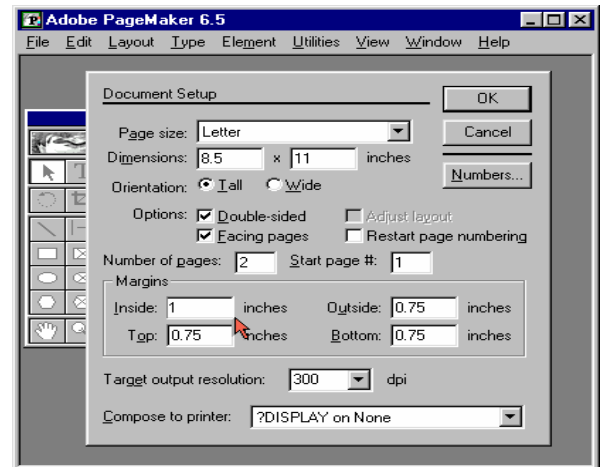 Adobe PageMaker 6.5
File Edit Layout Type Element Utilities View Window Help
Document Setup
OK
Page size: Letter
Cancel
Dimensions: 8.5 x 11 inches
Numbers...
Orientation: Tall Wide
Options: Double-sided Adjust layout
Facing pages Restart page numbering
Number of pages: 2 Start page #: 1
Margins
Inside: 1 inches Outside: 0.75 inches
Top: 0.75 inches Bottom: 0.75 inches
Target output resolution: 300 dpi
Compose to printer: ?DISPLAY on None